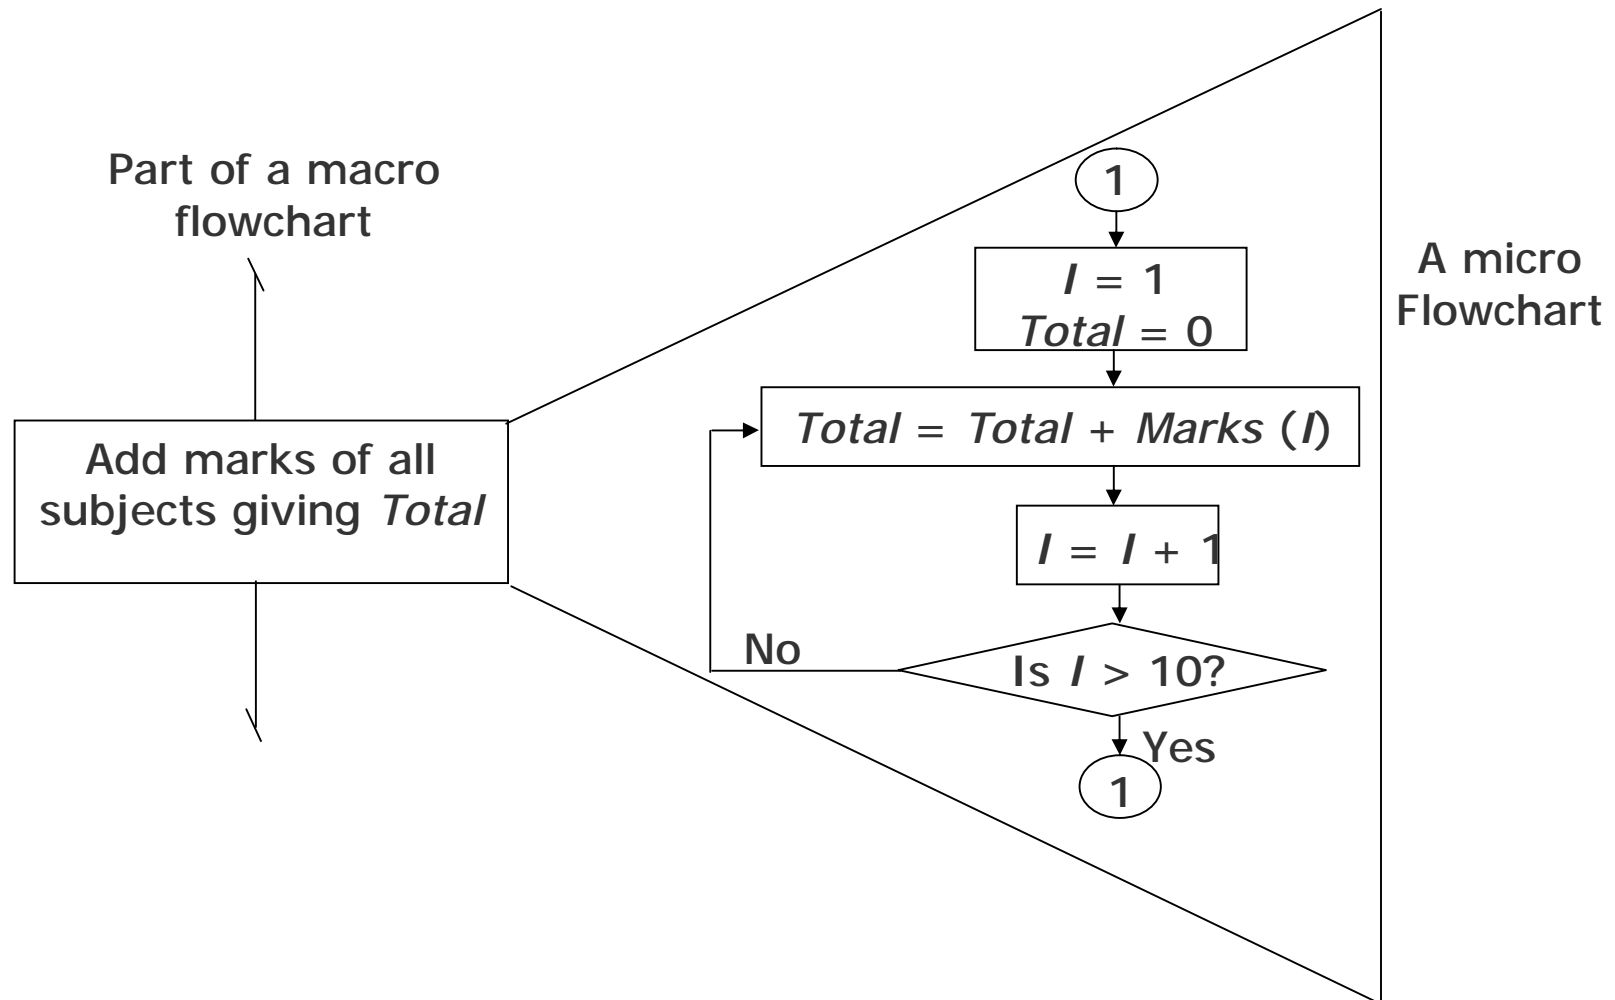 Part of a macro
flowchart
Add marks of all
subjects giving Total
1
I = 1
Total = 0
Total = Total + Marks (I)
I = I + 1
No
Is I > 10?
Yes
1
A micro
Flowchart